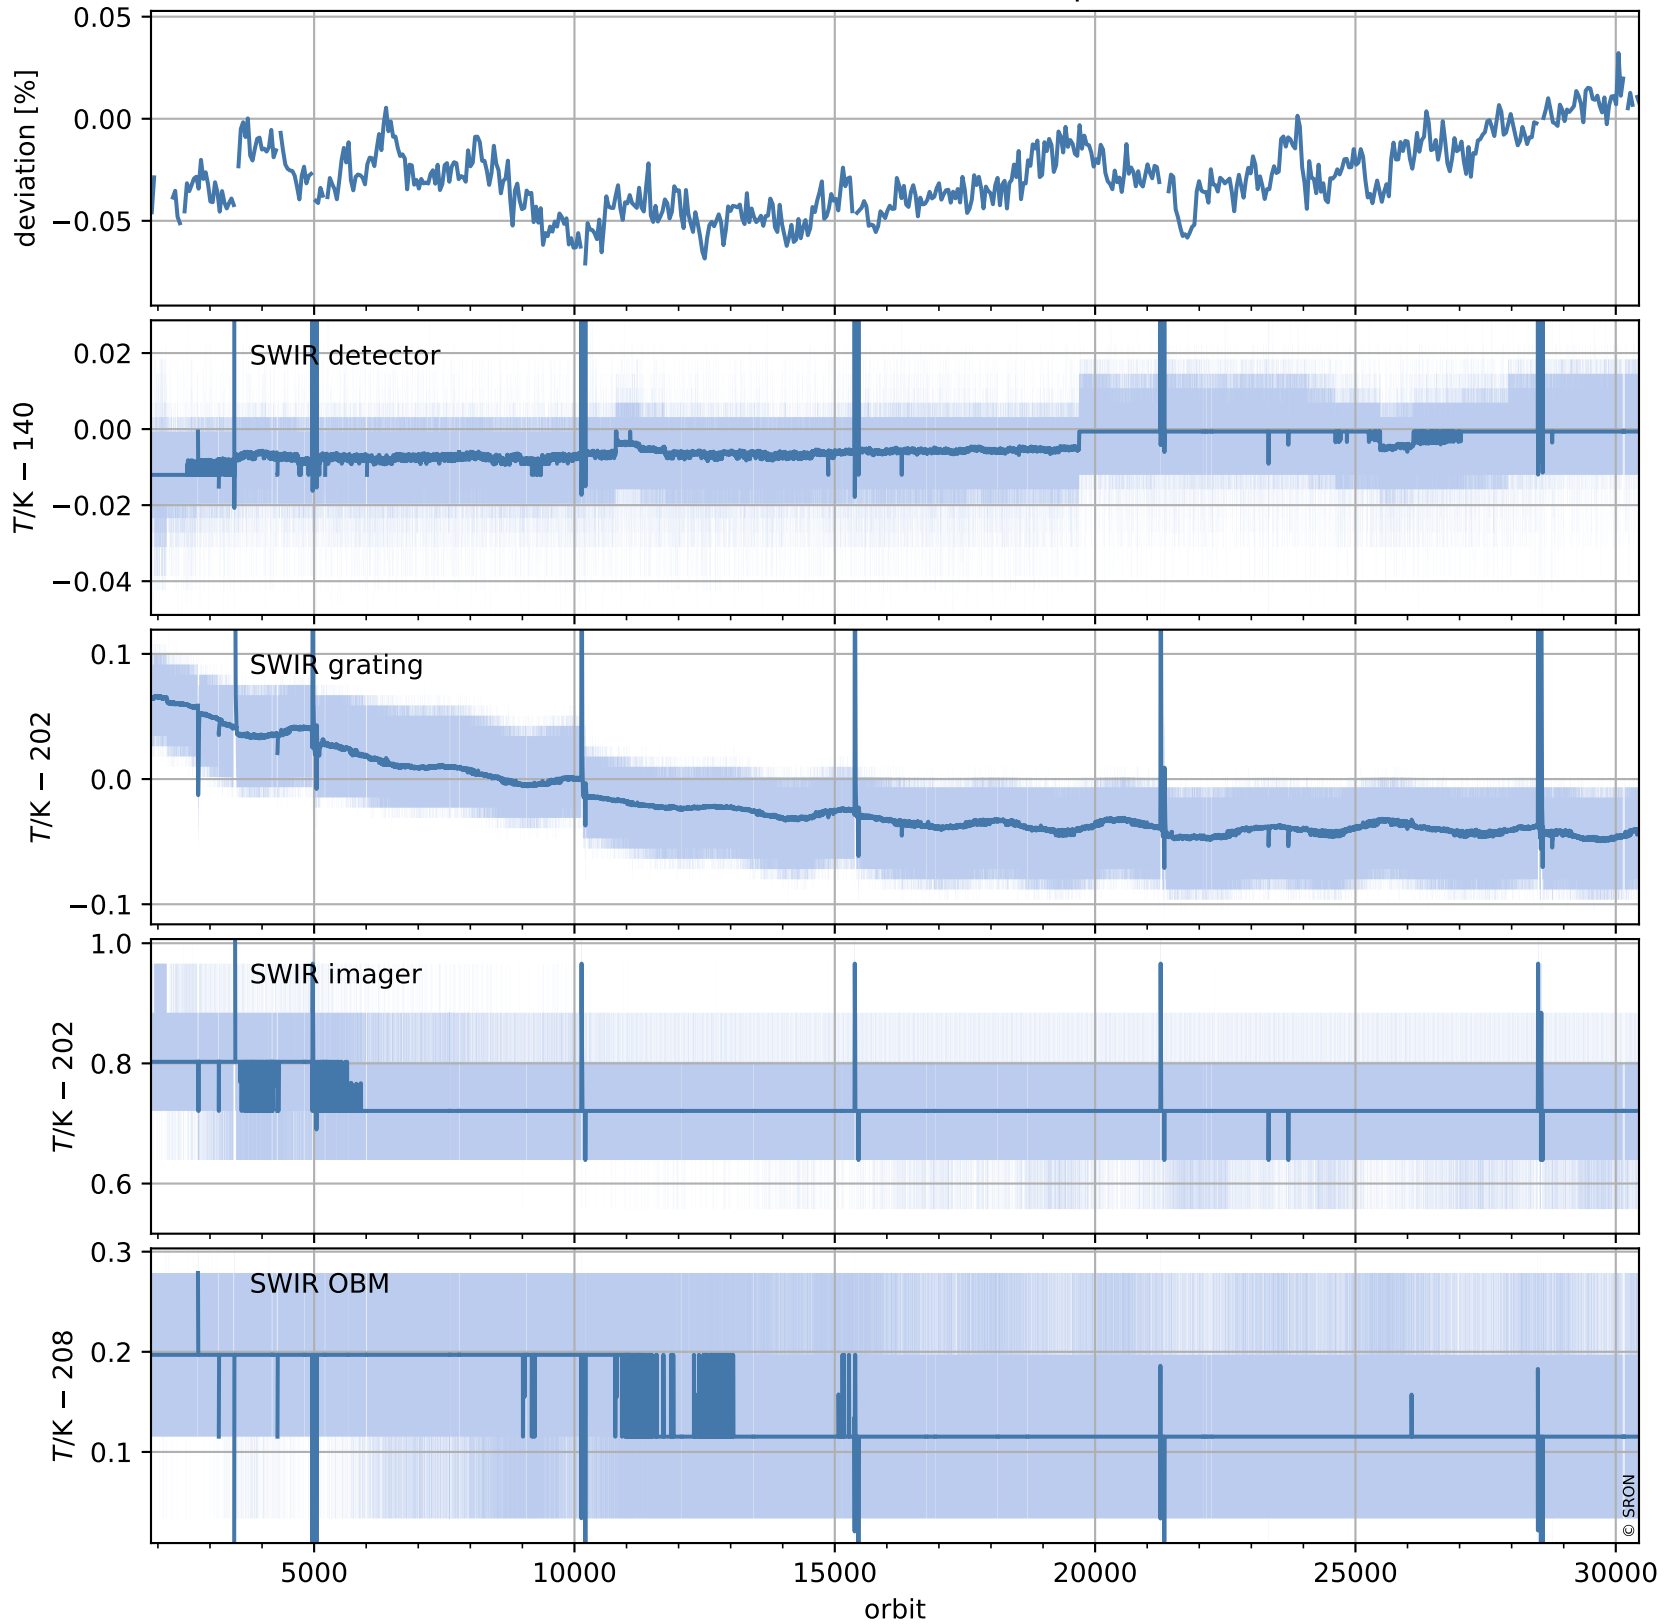 0.05
0.00
−0.05
deviation [%]
SWIR detector
0.02
0.00
−0.02
−0.04
T/K − 140
SWIR grating
0.1
0.0
−0.1
T/K − 202
SWIR imager
1.0
0.8
0.6
T/K − 202
SWIR OBM
0.3
0.2
0.1
T/K − 208
© SRON
5000 10000 15000 20000 25000 30000
orbit